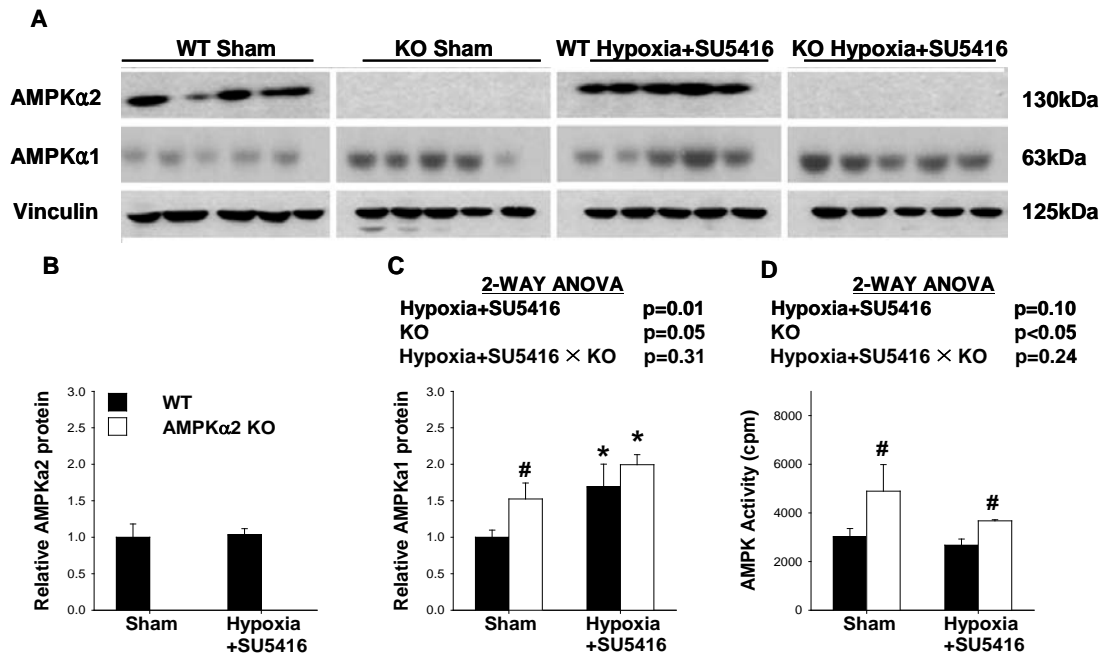 A
WT Sham
KO Sham
WT Hypoxia+SU5416
KO Hypoxia+SU5416
AMPKα2
130kDa
AMPKα1
63kDa
Vinculin
125kDa
B
C
2-WAY ANOVA
Hypoxia+SU5416 p=0.01
KO p=0.05
Hypoxia+SU5416 × KO p=0.31
D
2-WAY ANOVA
Hypoxia+SU5416 p=0.10
KO p<0.05
Hypoxia+SU5416 × KO p=0.24
Relative AMPKa2 protein
3.0
2.5
2.0
1.5
1.0
0.5
0.0
WT
AMPKα2 KO
Sham
Hypoxia
+SU5416
Relative AMPKa1 protein
3.0
2.5
2.0
1.5
1.0
0.5
0.0
#
*
*
Sham
Hypoxia
+SU5416
AMPK Activity (cpm)
8000
6000
4000
2000
0
#
#
Sham
Hypoxia
+SU5416